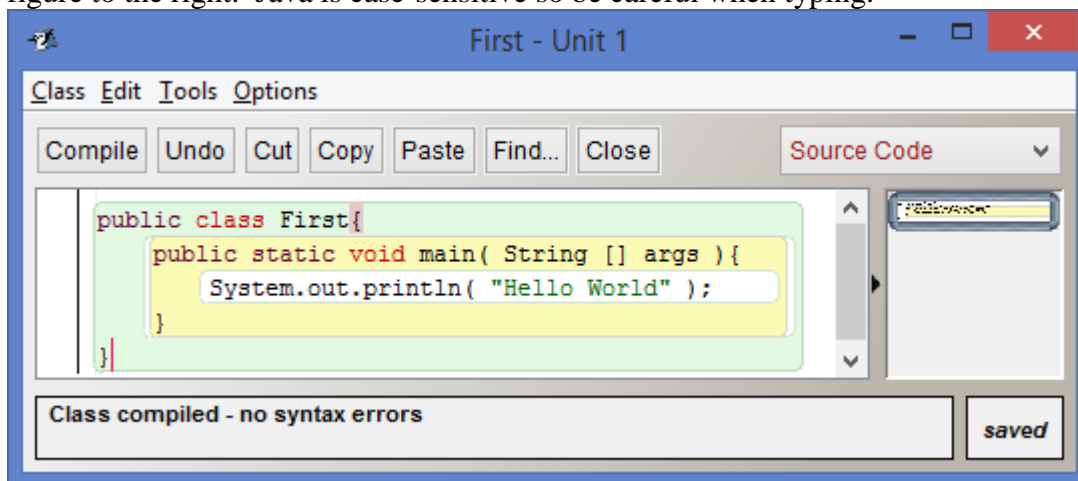 figure to the right. Java is case-sensitive so be careful when typing.
First - Unit 1
Class Edit Tools Options
Compile Undo Cut Copy Paste Find... Close Source Code
public class First{
public static void main( String [] args ){
System.out.println( "Hello World" );
}
}
Class compiled - no syntax errors
saved